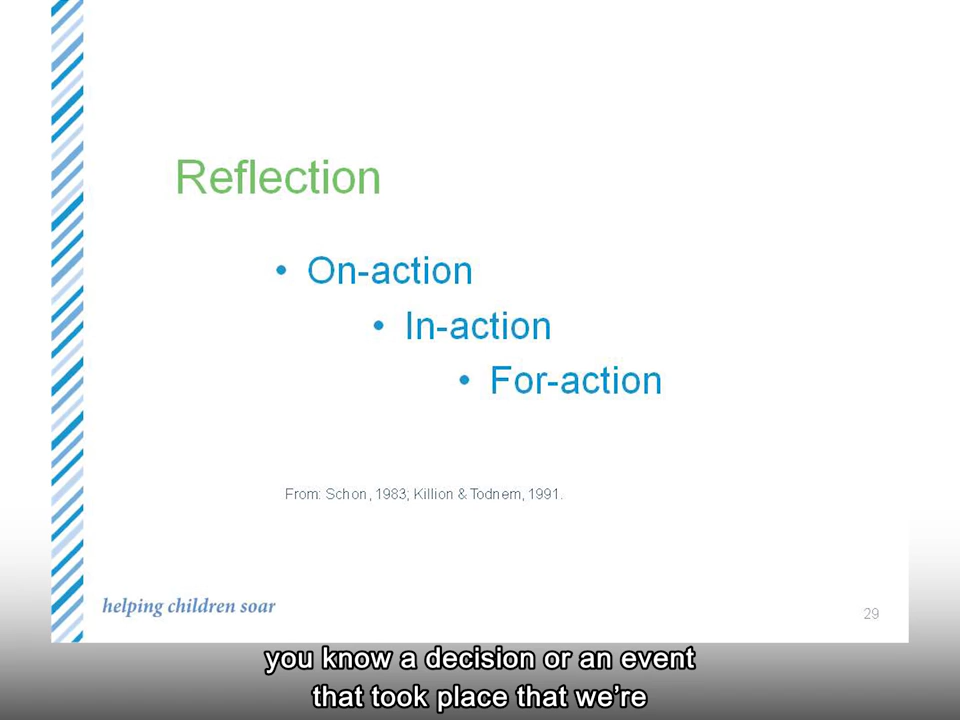 Reflection
• On-action
• In-action
• For-action
From: Schon, 1983; Killion & Todnem, 1991.
helping children soar
29
you know a decision or an event
that took place that we're